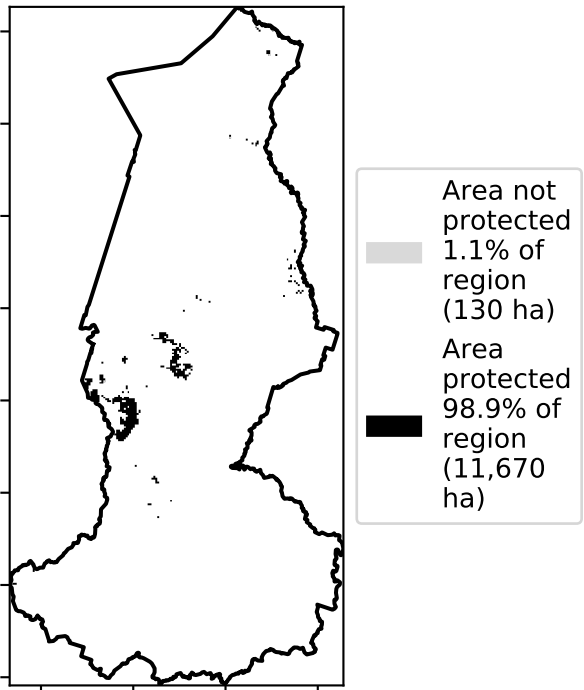 Area not
protected
1.1% of
region
(130 ha)
Area
protected
98.9% of
region
(11,670
ha)